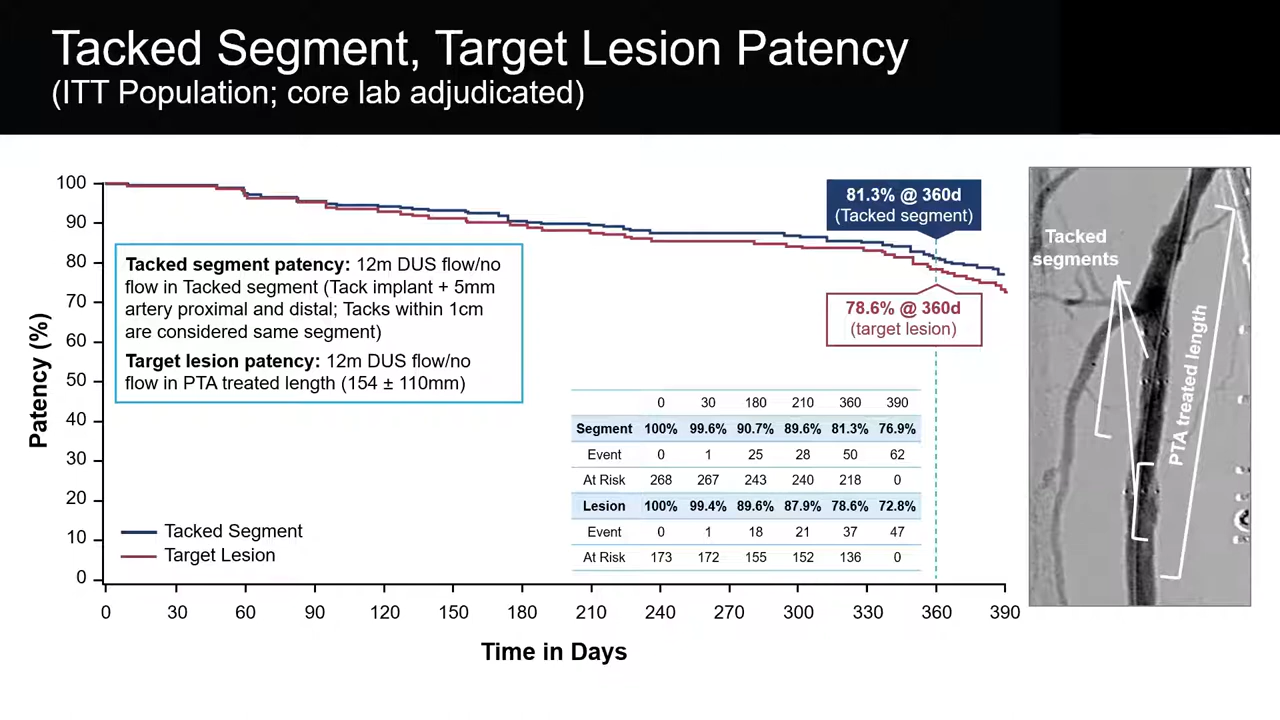 Tacked Segment, Target Lesion Patency
(ITT Population; core lab adjudicated)
Patency (%)
100
90
80
70
60
50
40
30
20
10
0
Tacked segment patency: 12m DUS flow/no
flow in Tacked segment (Tack implant + 5mm
artery proximal and distal; Tacks within 1cm
are considered same segment)
Target lesion patency: 12m DUS flow/no
flow in PTA treated length (154 ± 110mm)
81.3% @ 360d
(Tacked segment)
78.6% @ 360d
(target lesion)
0 30 180 210 360 390
Segment 100% 99.6% 90.7% 89.6% 81.3% 76.9%
Event 0 1 25 28 50 62
At Risk 268 267 243 240 218 0
Lesion 100% 99.4% 89.6% 87.9% 78.6% 72.8%
Event 0 1 18 21 37 47
At Risk 173 172 155 152 136 0
Tacked Segment
Target Lesion
0 30 60 90 120 150 180 210 240 270 300 330 360 390
Time in Days
Tacked
segments
PTA treated length